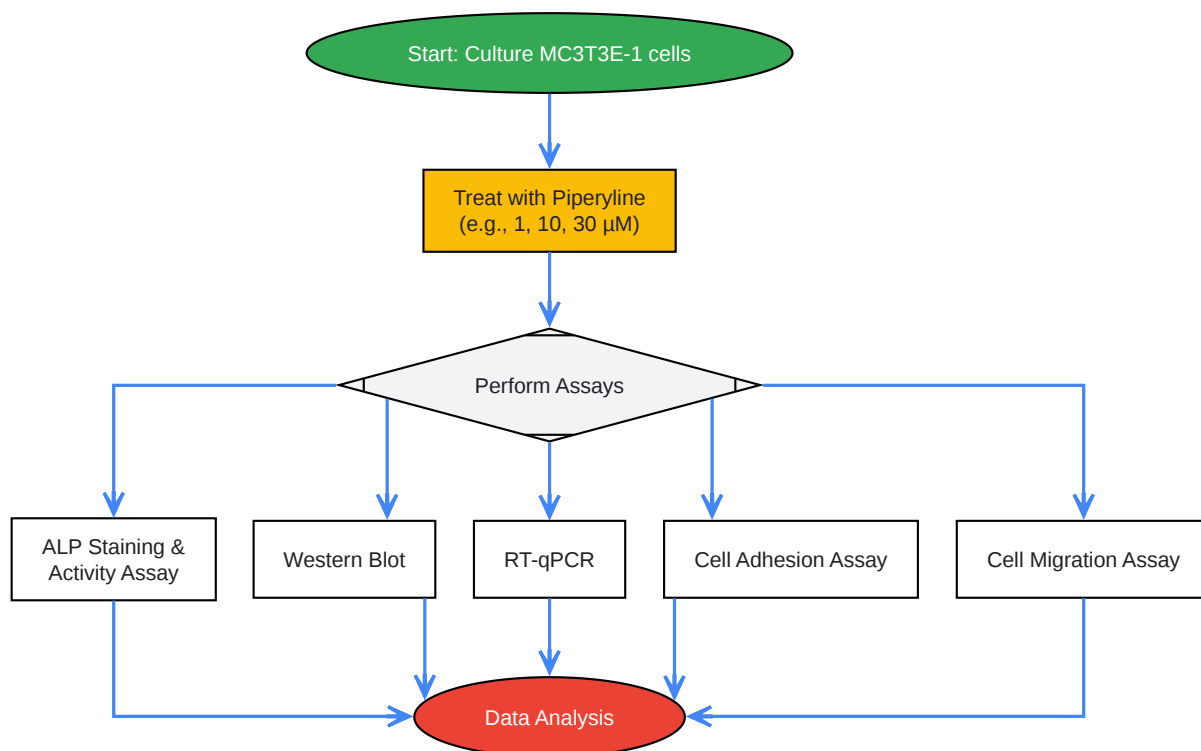 Start: Culture MC3T3E-1 cells
Treat with Piperyline
(e.g., 1, 10, 30 µM)
Perform Assays
ALP Staining &
Activity Assay
Western Blot
RT-qPCR
Cell Adhesion Assay
Cell Migration Assay
Data Analysis